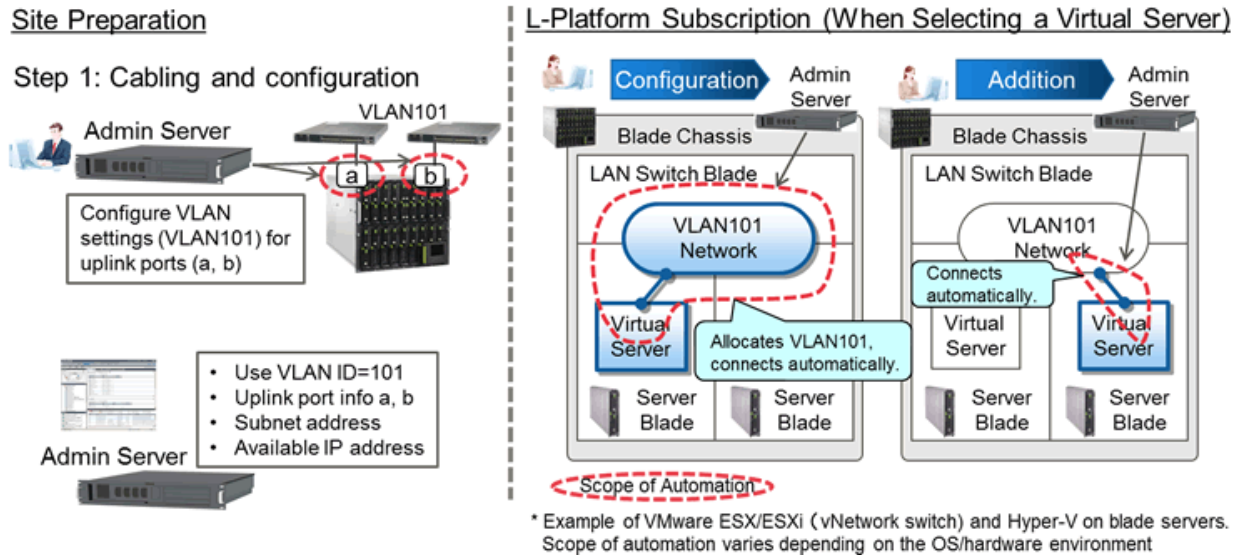 Site Preparation
Step 1: Cabling and configuration
VLAN101
Admin Server
a
b
Configure VLAN
settings (VLAN101) for
uplink ports (a, b)
• Use VLAN ID=101
• Uplink port info a, b
• Subnet address
• Available IP address
Admin Server
L-Platform Subscription (When Selecting a Virtual Server)
Configuration
Admin
Server
Blade Chassis
LAN Switch Blade
VLAN101
Network
Virtual
Server
Allocates VLAN101,
connects automatically.
Server
Blade
Server
Blade
Addition
Admin
Server
Blade Chassis
LAN Switch Blade
VLAN101
Network
Connects
automatically.
Virtual
Server
Virtual
Server
Server
Blade
Server
Blade
Scope of Automation
* Example of VMware ESX/ESXi (vNetwork switch) and Hyper-V on blade servers.
Scope of automation varies depending on the OS/hardware environment